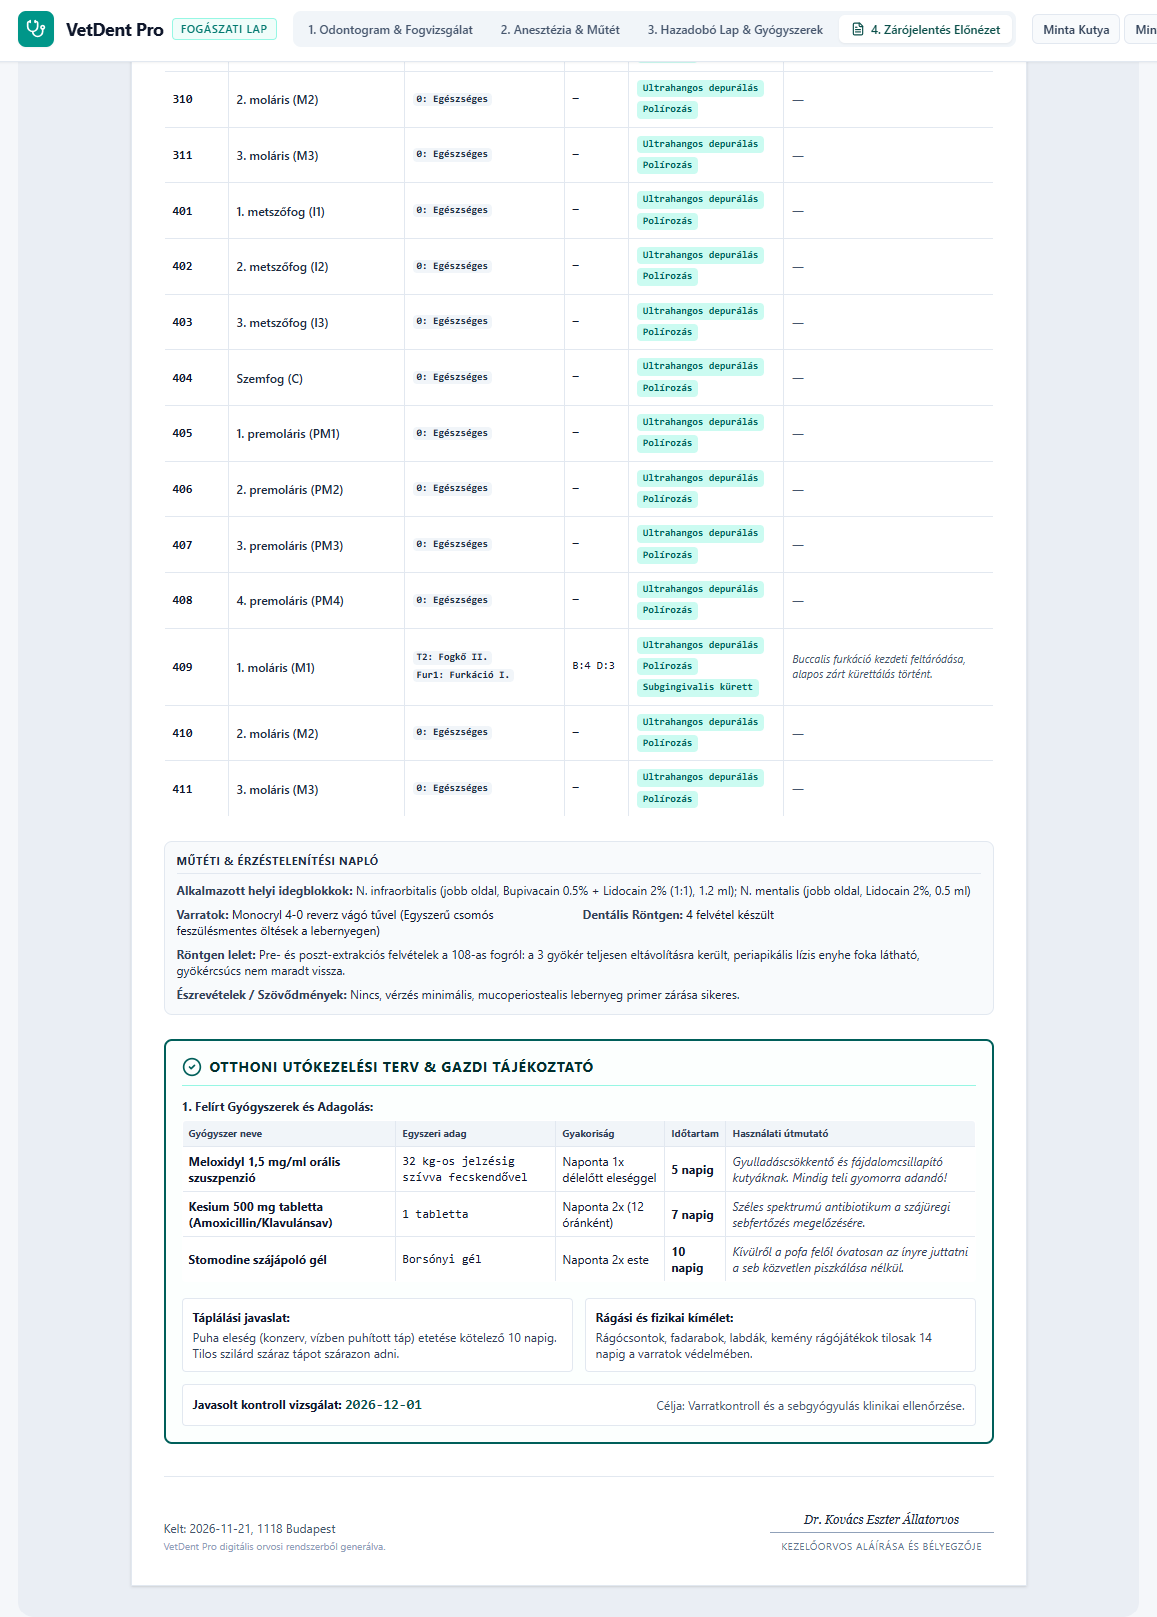 VetDent Pro FOGÁSZATI LAP 1. Odontogram & Fogvizsgálat 2. Anesztézia & Műtét 3. Hazadobó Lap & Gyógyszerek 4. Zárójelentés Előnézet Minta Kutya Min
310 2. moláris (M2) 0: Egészséges – Ultrahangos depurálás —
Polírozás
311 3. moláris (M3) 0: Egészséges – Ultrahangos depurálás —
Polírozás
401 1. metszőfog (I1) 0: Egészséges – Ultrahangos depurálás —
Polírozás
402 2. metszőfog (I2) 0: Egészséges – Ultrahangos depurálás —
Polírozás
403 3. metszőfog (I3) 0: Egészséges – Ultrahangos depurálás —
Polírozás
404 Szemfog (C) 0: Egészséges – Ultrahangos depurálás —
Polírozás
405 1. premoláris (PM1) 0: Egészséges – Ultrahangos depurálás —
Polírozás
406 2. premoláris (PM2) 0: Egészséges – Ultrahangos depurálás —
Polírozás
407 3. premoláris (PM3) 0: Egészséges – Ultrahangos depurálás —
Polírozás
408 4. premoláris (PM4) 0: Egészséges – Ultrahangos depurálás —
Polírozás
409 1. moláris (M1) T2: Fogkő II. B:4 D:3 Ultrahangos depurálás Buccalis furkáció kezdeti feltáródása,
Fur1: Furkáció I. Polírozás alapos zárt kürettálás történt.
Subgingivalis kürett
410 2. moláris (M2) 0: Egészséges – Ultrahangos depurálás —
Polírozás
411 3. moláris (M3) 0: Egészséges – Ultrahangos depurálás —
Polírozás
MŰTÉTI & ÉRZÉSTELENÍTÉSI NAPLÓ
Alkalmazott helyi idegblokkok: N. infraorbitalis (jobb oldal, Bupivacain 0.5% + Lidocain 2% (1:1), 1.2 ml); N. mentalis (jobb oldal, Lidocain 2%, 0.5 ml)
Varratok: Monocryl 4-0 reverz vágó tűvel (Egyszerű csomós
feszülésmentes öltések a lebernyegen)
Dentális Röntgen: 4 felvétel készült
Röntgen lelet: Pre- és poszt-extrakciós felvételek a 108-as fogról: a 3 gyökér teljesen eltávolításra került, periapikális lízis enyhe foka látható,
gyökércsúcs nem maradt vissza.
Észrevételek / Szövődmények: Nincs, vérzés minimális, mucoperiostealis lebernyeg primer zárása sikeres.
OTTHONI UTÓKEZELÉSI TERV & GAZDI TÁJÉKOZTATÓ
1. Felírt Gyógyszerek és Adagolás:
Gyógyszer neve Egyszeri adag Gyakoriság Időtartam Használati útmutató
Meloxidyl 1,5 mg/ml orális 32 kg-os jelzésig Naponta 1x 5 napig Gyulladáscsökkentő és fájdalomcsillapító
szuszpenzió szívva fecskendővel délelőtt eleséggel kutyáknak. Mindig teli gyomorra adandó!
Kesium 500 mg tabletta 1 tabletta Naponta 2x (12 7 napig Széles spektrumú antibiotikum a szájüregi
(Amoxicillin/Klavulánsav) óránként) sebfertőzés megelőzésére.
Stomodine szájápoló gél Borsónyi gél Naponta 2x este 10 Kívülről a pofa felől óvatosan az ínyre juttatni
napig a seb közvetlen piszkálása nélkül.
Táplálási javaslat:
Puha eleség (konzerv, vízben puhított táp) etetése kötelező 10 napig.
Tilos szilárd száraz tápot szárazon adni.
Rágási és fizikai kímélet:
Rágócsontok, fadarabok, labdák, kemény rágójátékok tilosak 14
napig a varratok védelmében.
Javasolt kontroll vizsgálat: 2026-12-01 Célja: Varratkontroll és a sebgyógyulás klinikai ellenőrzése.
Kelt: 2026-11-21, 1118 Budapest
VetDent Pro digitális orvosi rendszerből generálva.
Dr. Kovács Eszter Állatorvos
KEZELŐORVOS ALÁÍRÁSA ÉS BÉLYEGZŐJE